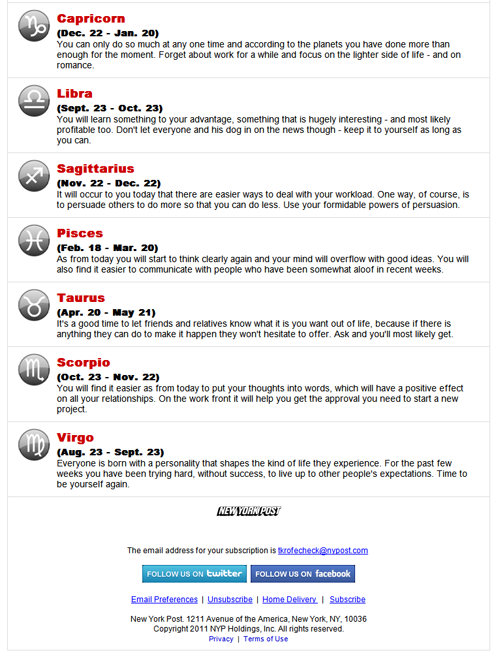 Capricorn
(Dec. 22 - Jan. 20)
You can only do so much at any one time and according to the planets you have done more than
enough for the moment. Forget about work for a while and focus on the lighter side of life - and on
romance.
Libra
(Sept. 23 - Oct. 23)
You will learn something to your advantage, something that is hugely interesting - and most likely
profitable too. Don't let everyone and his dog in on the news though - keep it to yourself as long as
you can.
Sagittarius
(Nov. 22 - Dec. 22)
It will occur to you today that there are easier ways to deal with your workload. One way, of course, is
to persuade others to do more so that you can do less. Use your formidable powers of persuasion.
Pisces
(Feb. 18 - Mar. 20)
As from today you will start to think clearly again and your mind will overflow with good ideas. You will
also find it easier to communicate with people who have been somewhat aloof in recent weeks.
Taurus
(Apr. 20 - May 21)
It's a good time to let friends and relatives know what it is you want out of life, because if there is
anything they can do to make it happen they won't hesitate to offer. Ask and you'll most likely get.
Scorpio
(Oct. 23 - Nov. 22)
You will find it easier as from today to put your thoughts into words, which will have a positive effect
on all your relationships. On the work front it will help you get the approval you need to start a new
project.
Virgo
(Aug. 23 - Sept. 23)
Everyone is born with a personality that shapes the kind of life they experience. For the past few
weeks you have been trying hard, without success, to live up to other people's expectations. Time to
be yourself again.
NEW YORK POST
The email address for your subscription is tkrofecheck@nypost.com
FOLLOW US ON twitter FOLLOW US ON facebook
Email Preferences | Unsubscribe | Home Delivery | Subscribe
New York Post. 1211 Avenue of the America, New York, NY, 10036
Copyright 2011 NYP Holdings, Inc. All rights reserved.
Privacy | Terms of Use